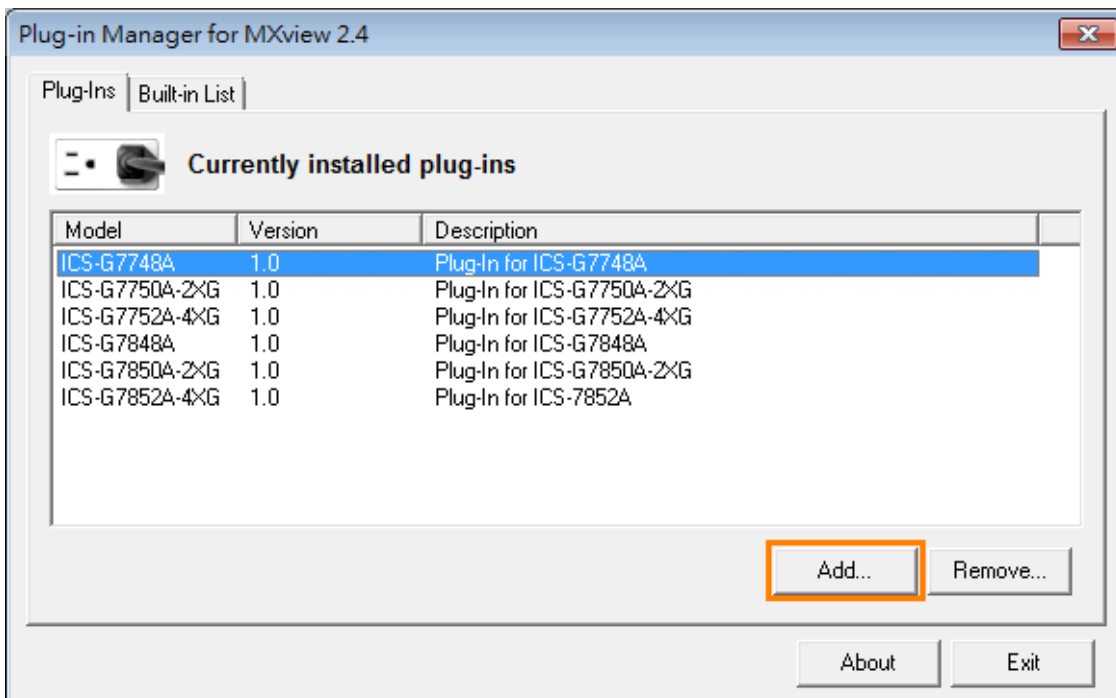 Plug-in Manager for MXview 2.4
Plug-Ins Built-in List
Currently installed plug-ins
Model Version Description
ICS-G7748A 1.0 Plug-In for ICS-G7748A
ICS-G7750A-2XG 1.0 Plug-In for ICS-G7750A-2XG
ICS-G7752A-4XG 1.0 Plug-In for ICS-G7752A-4XG
ICS-G7848A 1.0 Plug-In for ICS-G7848A
ICS-G7850A-2XG 1.0 Plug-In for ICS-G7850A-2XG
ICS-G7852A-4XG 1.0 Plug-In for ICS-7852A
Add... Remove...
About Exit